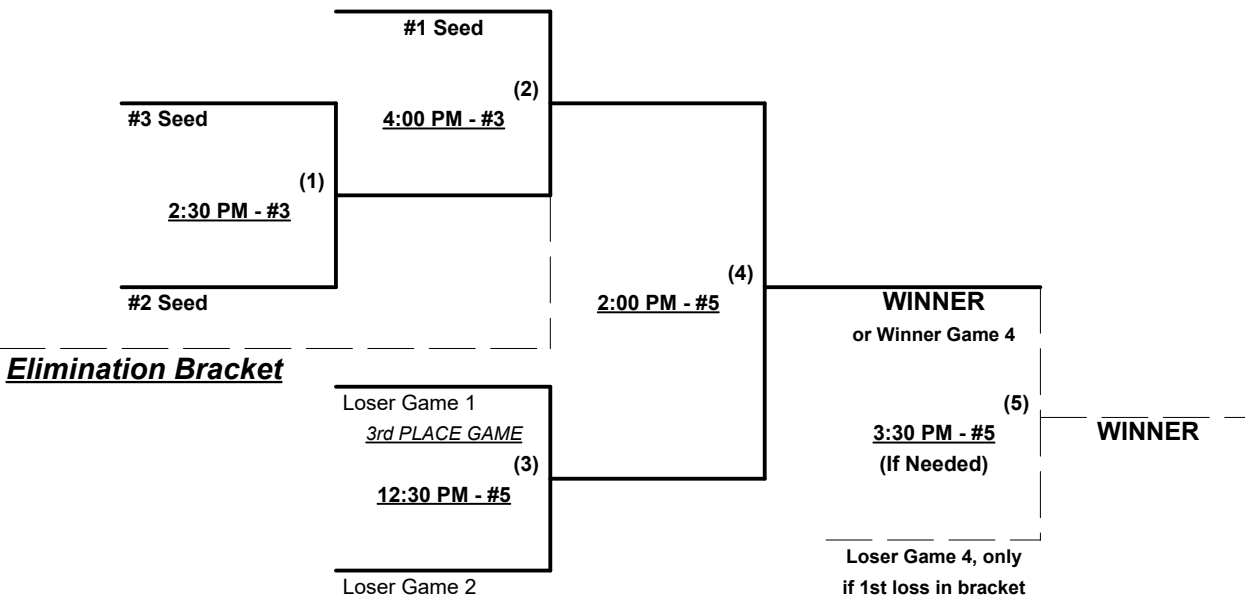 #1 Seed
(2)
4:00 PM - #3
#3 Seed
(1)
2:30 PM - #3
#2 Seed
(4)
2:00 PM - #5
WINNER
or Winner Game 4
Elimination Bracket
Loser Game 1
3rd PLACE GAME
(3)
12:30 PM - #5
Loser Game 2
(5)
3:30 PM - #5
(If Needed)
WINNER
Loser Game 4, only
if 1st loss in bracket